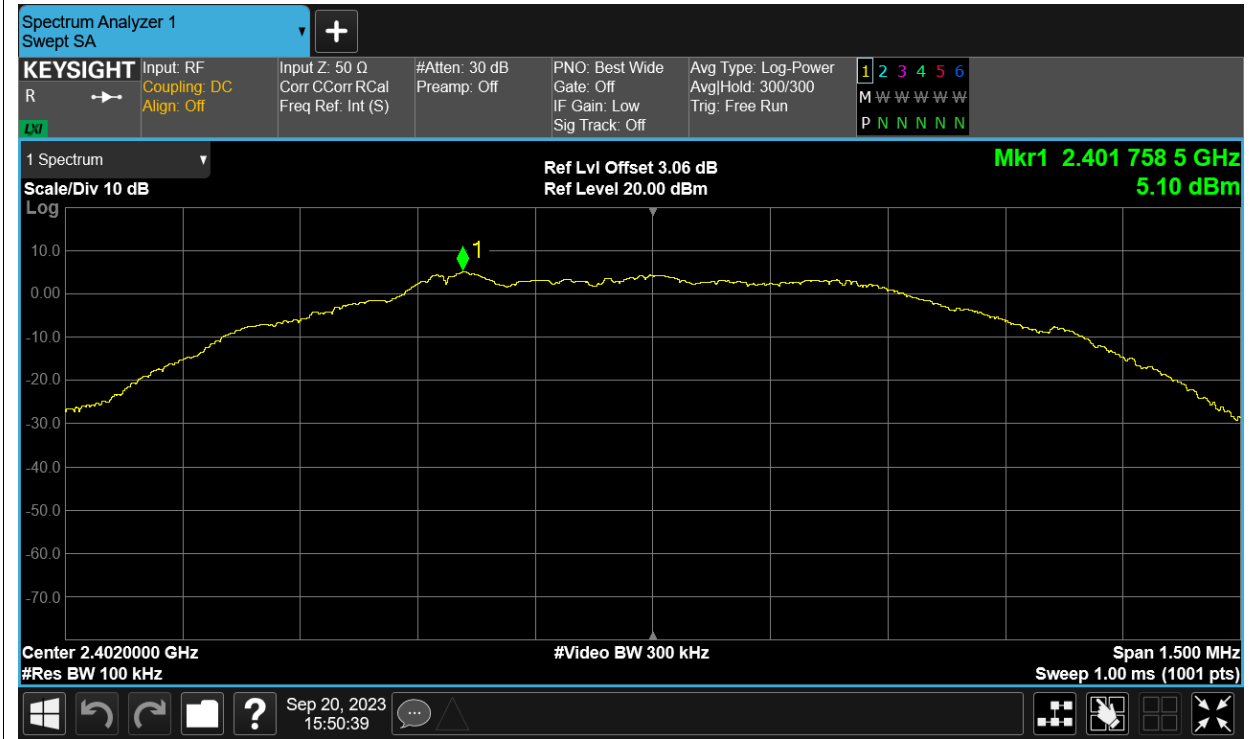 Spectrum Analyzer 1
Swept SA
+
KEYSIGHT
R
LXI
Input: RF
Coupling: DC
Align: Off
Input Z: 50 Ω
Corr CCorr RCal
Freq Ref: Int (S)
#Atten: 30 dB
Preamp: Off
PNO: Best Wide
Gate: Off
IF Gain: Low
Sig Track: Off
Avg Type: Log-Power
Avg|Hold: 300/300
Trig: Free Run
1 2 3 4 5 6
M W W W W W W
P N N N N N N
1 Spectrum
Scale/Div 10 dB
Log
Ref Lvl Offset 3.06 dB
Ref Level 20.00 dBm
Mkr1 2.401 758 5 GHz
5.10 dBm
1
10.0
0.00
-10.0
-20.0
-30.0
-40.0
-50.0
-60.0
-70.0
Center 2.4020000 GHz
#Res BW 100 kHz
#Video BW 300 kHz
Span 1.500 MHz
Sweep 1.00 ms (1001 pts)
?
Sep 20, 2023
15:50:39